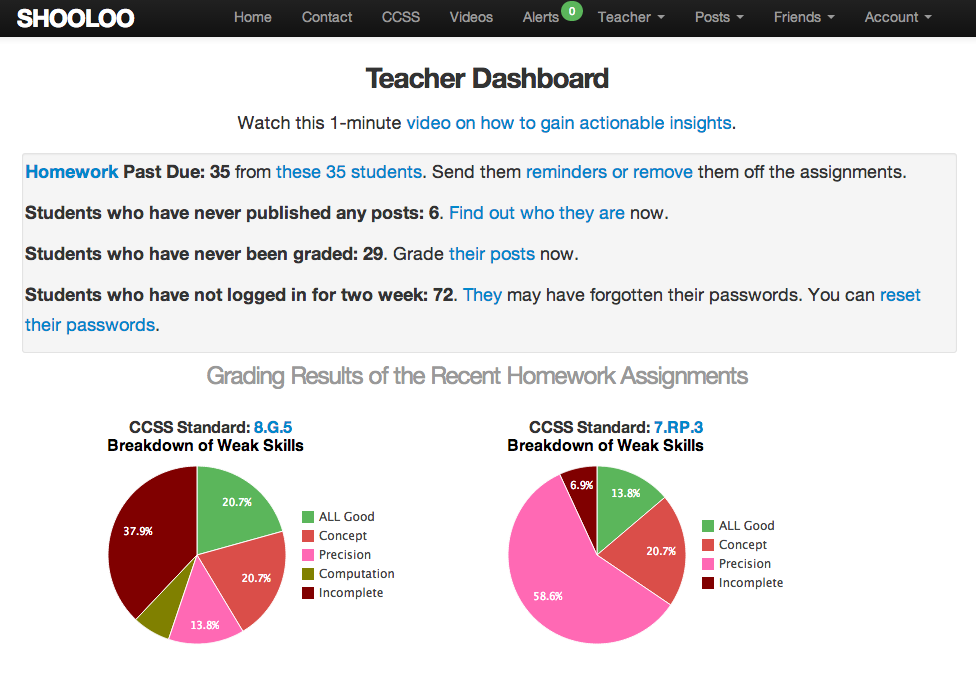 SHOOLOO Home Contact CCSS Videos Alerts 0 Teacher Posts Friends Account
Teacher Dashboard
Watch this 1-minute video on how to gain actionable insights.
Homework Past Due: 35 from these 35 students. Send them reminders or remove them off the assignments.
Students who have never published any posts: 6. Find out who they are now.
Students who have never been graded: 29. Grade their posts now.
Students who have not logged in for two week: 72. They may have forgotten their passwords. You can reset
their passwords.
Grading Results of the Recent Homework Assignments
CCSS Standard: 8.G.5
Breakdown of Weak Skills
20.7%
20.7%
13.8%
37.9%
ALL Good
Concept
Precision
Computation
Incomplete
CCSS Standard: 7.RP.3
Breakdown of Weak Skills
13.8%
20.7%
58.6%
6.9%
ALL Good
Concept
Precision
Incomplete